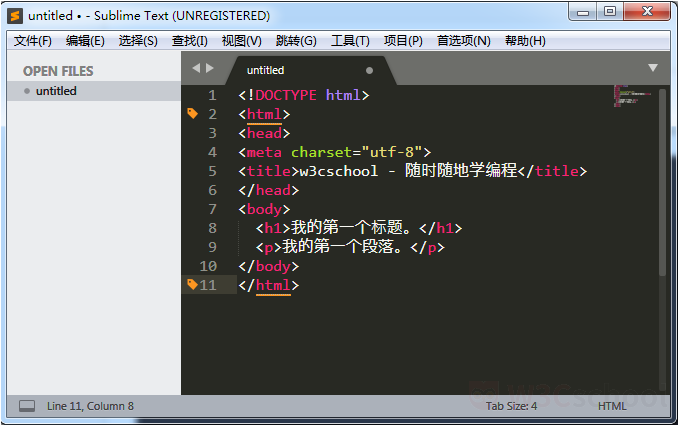 untitled • - Sublime Text (UNREGISTERED)
文件(F) 编辑(E) 选择(S) 查找(I) 视图(V) 跳转(G) 工具(T) 项目(P) 首选项(N) 帮助(H)
OPEN FILES
untitled
untitled
1 <!DOCTYPE html>
2 <html>
3 <head>
4 <meta charset="utf-8">
5 <title>w3cschool - 随时随地学编程</title>
6 </head>
7 <body>
8 <h1>我的第一个标题。</h1>
9 <p>我的第一个段落。</p>
10 </body>
11 </html>
W3Cschool
Line 11, Column 8 Tab Size: 4 HTML